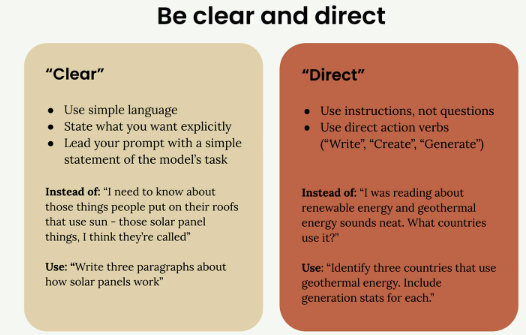 Be clear and direct
“Clear”
● Use simple language
● State what you want explicitly
● Lead your prompt with a simple
statement of the model’s task
Instead of: “I need to know about
those things people put on their roofs
that use sun - those solar panel
things, I think they’re called”
Use: “Write three paragraphs about
how solar panels work”
“Direct”
● Use instructions, not questions
● Use direct action verbs
(“Write”, “Create”, “Generate”)
Instead of: “I was reading about
renewable energy and geothermal
energy sounds neat. What countries
use it?”
Use: “Identify three countries that use
geothermal energy. Include
generation stats for each.”